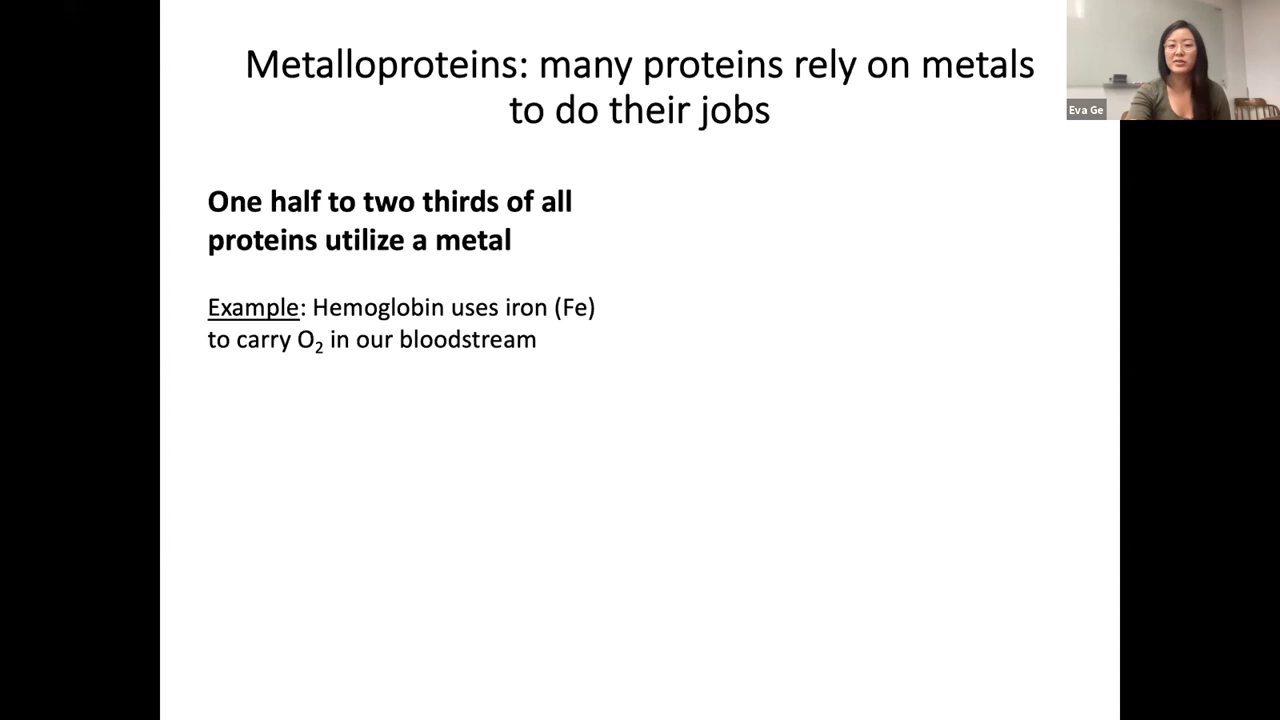 Metalloproteins: many proteins rely on metals
to do their jobs
Eva Ge
One half to two thirds of all
proteins utilize a metal
Example: Hemoglobin uses iron (Fe)
to carry O₂ in our bloodstream